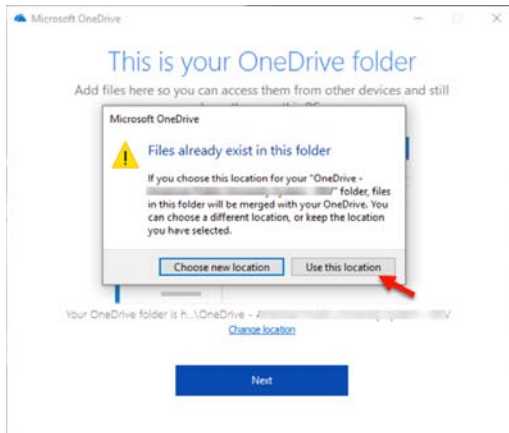 Microsoft OneDrive
This is your OneDrive folder
Add files here so you can access them from other devices and still
Microsoft OneDrive
Files already exist in this folder
If you choose this location for your "OneDrive -
/" folder, files
in this folder will be merged with your OneDrive. You
can choose a different location, or keep the location
you have selected.
Choose new location
Use this location
Your OneDrive folder is h...\OneDrive - A
Change location
Next